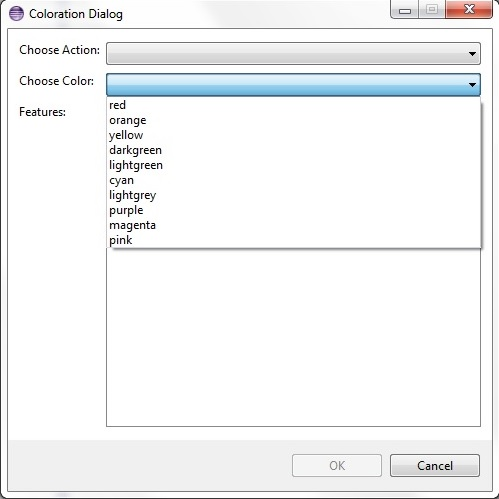 Coloration Dialog
Choose Action:
Choose Color:
Features:
red
orange
yellow
darkgreen
lightgreen
cyan
lightgrey
purple
magenta
pink
OK
Cancel